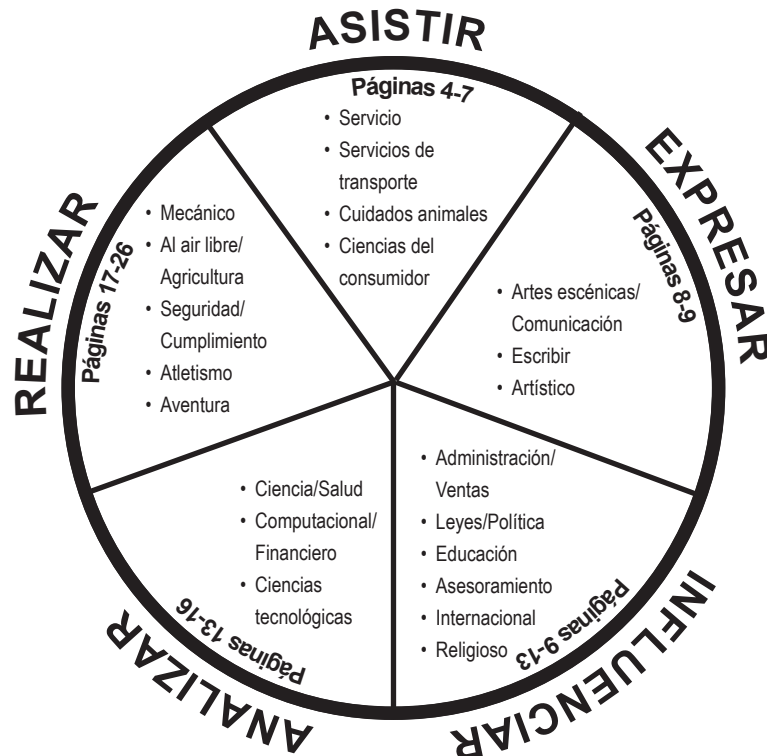 ASISTIR
Páginas 4-7
• Servicio
• Servicios de
transporte
• Cuidados animales
• Ciencias del
consumidor
EXPRESAR
Páginas 8-9
• Artes escénicas/
Comunicación
• Escribir
• Artístico
INFLUENCIAR
Páginas 9-13
• Administración/
Ventas
• Leyes/Política
• Educación
• Asesoramiento
• Internacional
• Religioso
ANALIZAR
Páginas 13-16
• Ciencia/Salud
• Computacional/
Financiero
• Ciencias
tecnológicas
REALIZAR
Páginas 17-26
• Mecánico
• Al air libre/
Agricultura
• Seguridad/
Cumplimiento
• Atletismo
• Aventura